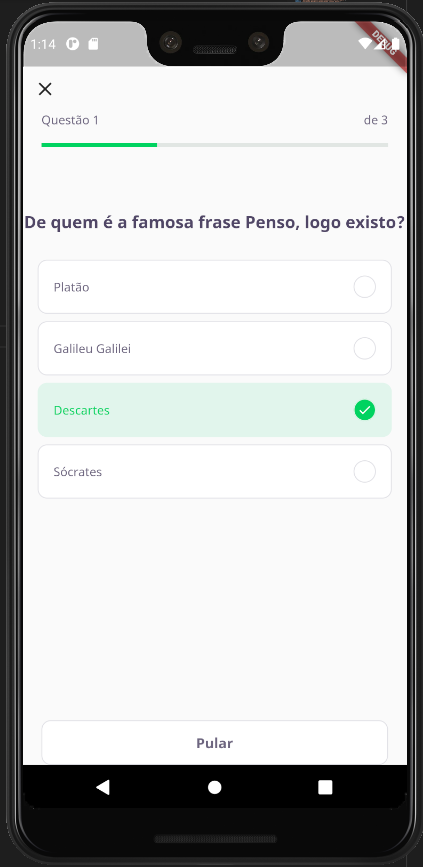 1:14
DEBUG
Questão 1
de 3
De quem é a famosa frase Penso, logo existo?
Platão
Galileu Galilei
Descartes
Sócrates
Pular